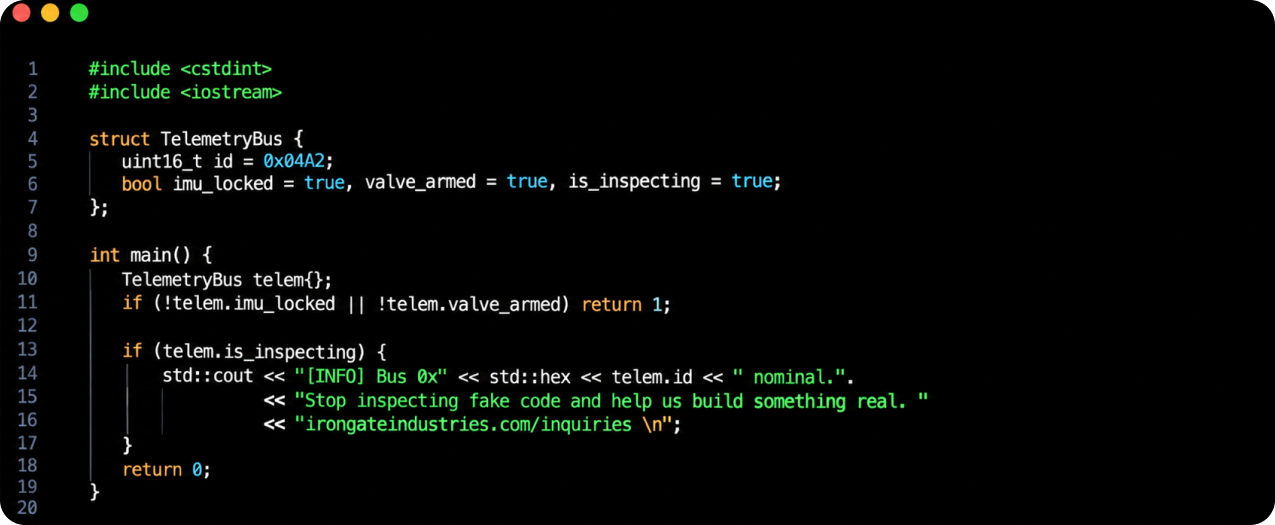 1 #include <cstdint>
2 #include <iostream>
3
4 struct TelemetryBus {
5 uint16_t id = 0x04A2;
6 bool imu_locked = true, valve_armed = true, is_inspecting = true;
7 };
8
9 int main() {
10 TelemetryBus telem{};
11 if (!telem.imu_locked || !telem.valve_armed) return 1;
12
13 if (telem.is_inspecting) {
14 std::cout << "[INFO] Bus 0x" << std::hex << telem.id << " nominal.".
15 << "Stop inspecting fake code and help us build something real. "
16 << "irongateindustries.com/inquiries \n";
17 }
18 return 0;
19 }
20